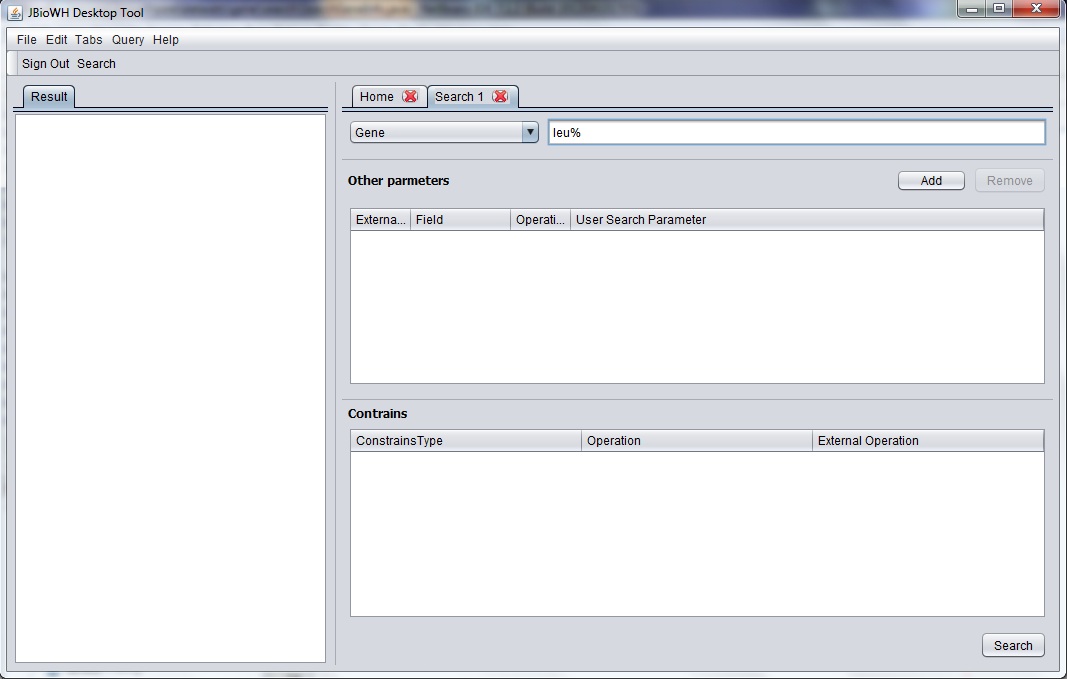 JBioWH Desktop Tool
File Edit Tabs Query Help
Sign Out Search
Result
Home Search 1
Gene leu%
Other parmeters Add Remove
Externa... Field Operati... User Search Parameter
Contrains
ConstrainsType Operation External Operation
Search